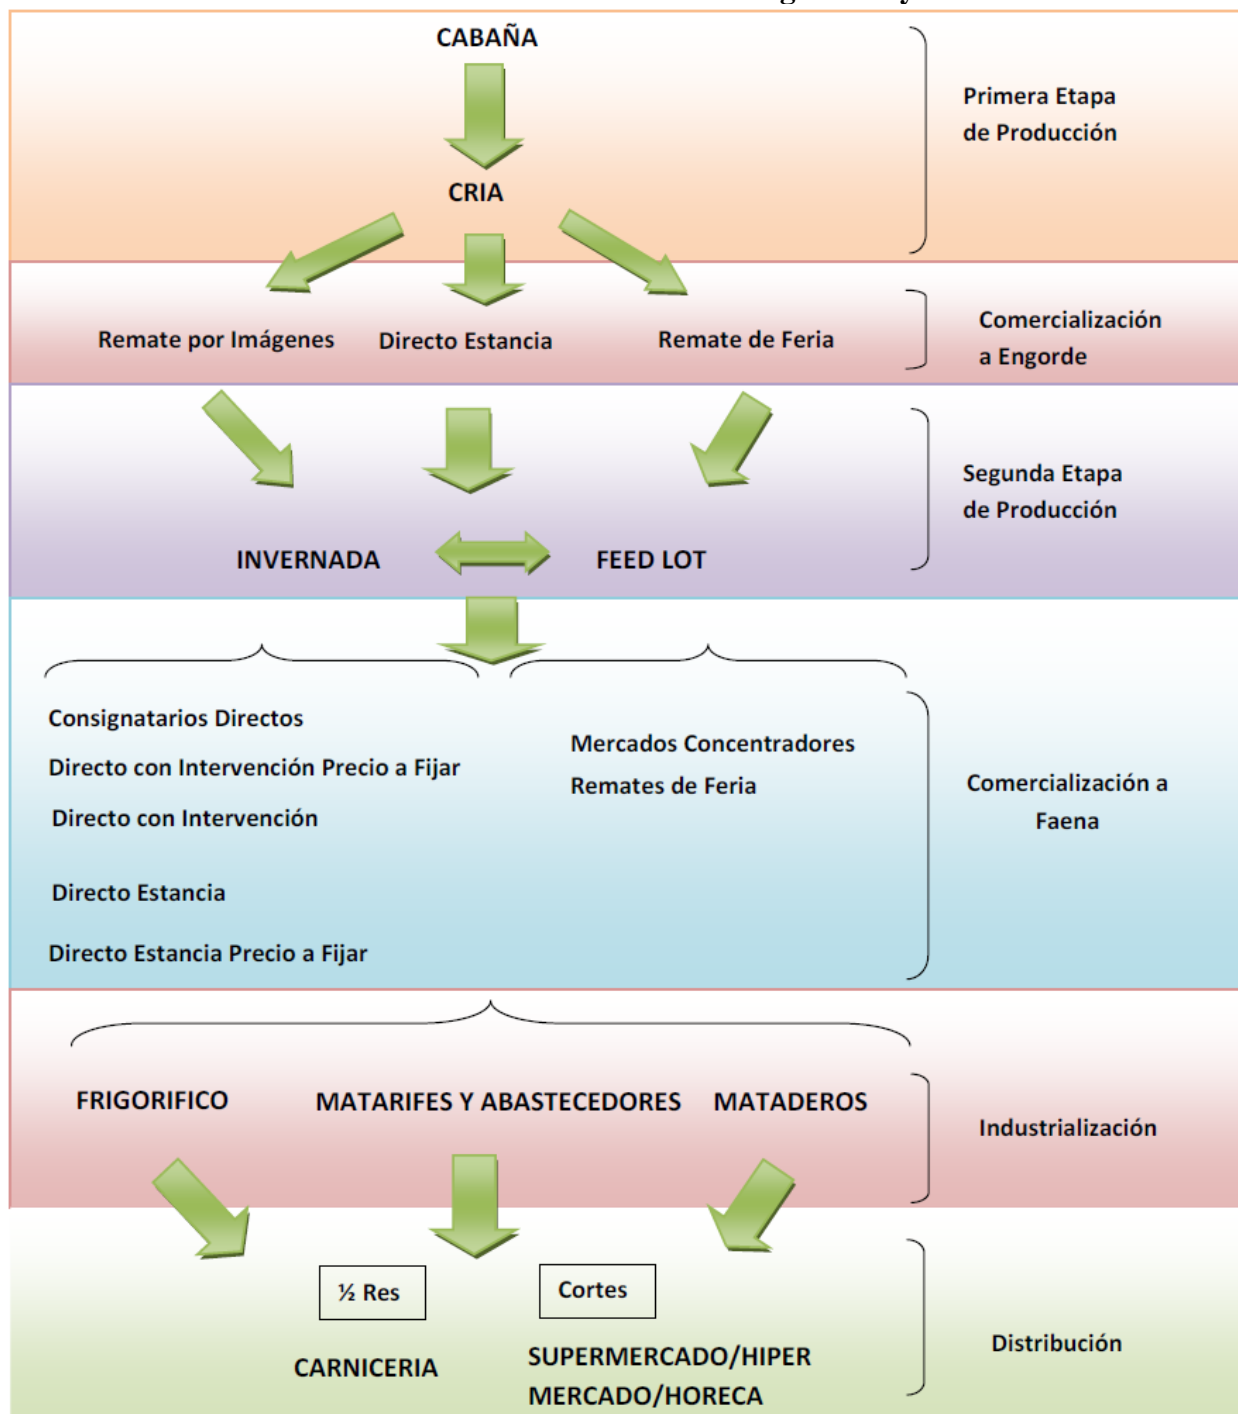 CABAÑA
Primera Etapa
de Producción
CRIA
Remate por Imágenes
Directo Estancia
Remate de Feria
Comercialización
a Engorde
Segunda Etapa
de Producción
INVERNADA
FEED LOT
Consignatarios Directos
Directo con Intervención Precio a Fijar
Directo con Intervención
Directo Estancia
Directo Estancia Precio a Fijar
Mercados Concentradores
Remates de Feria
Comercialización a
Faena
FRIGORIFICO
MATARIFES Y ABASTECEDORES
MATADEROS
Industrialización
½ Res
Cortes
CARNICERIA
SUPERMERCADO/HIPER
MERCADO/HORECA
Distribución